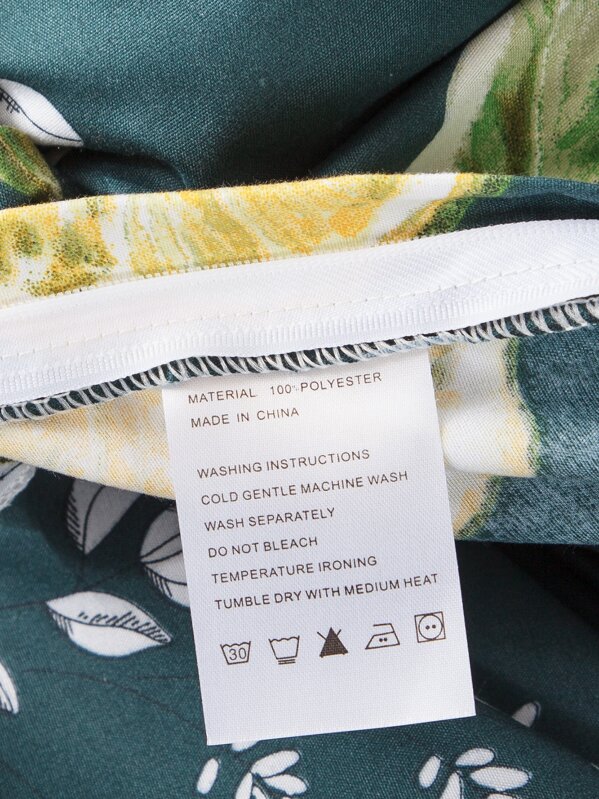 MATERIAL 100%POLYESTER
MADE IN CHINA
WASHING INSTRUCTIONS
COLD GENTLE MACHINE WASH
WASH SEPARATELY
DO NOT BLEACH
TEMPERATURE IRONING
TUMBLE DRY WITH MEDIUM HEAT
30